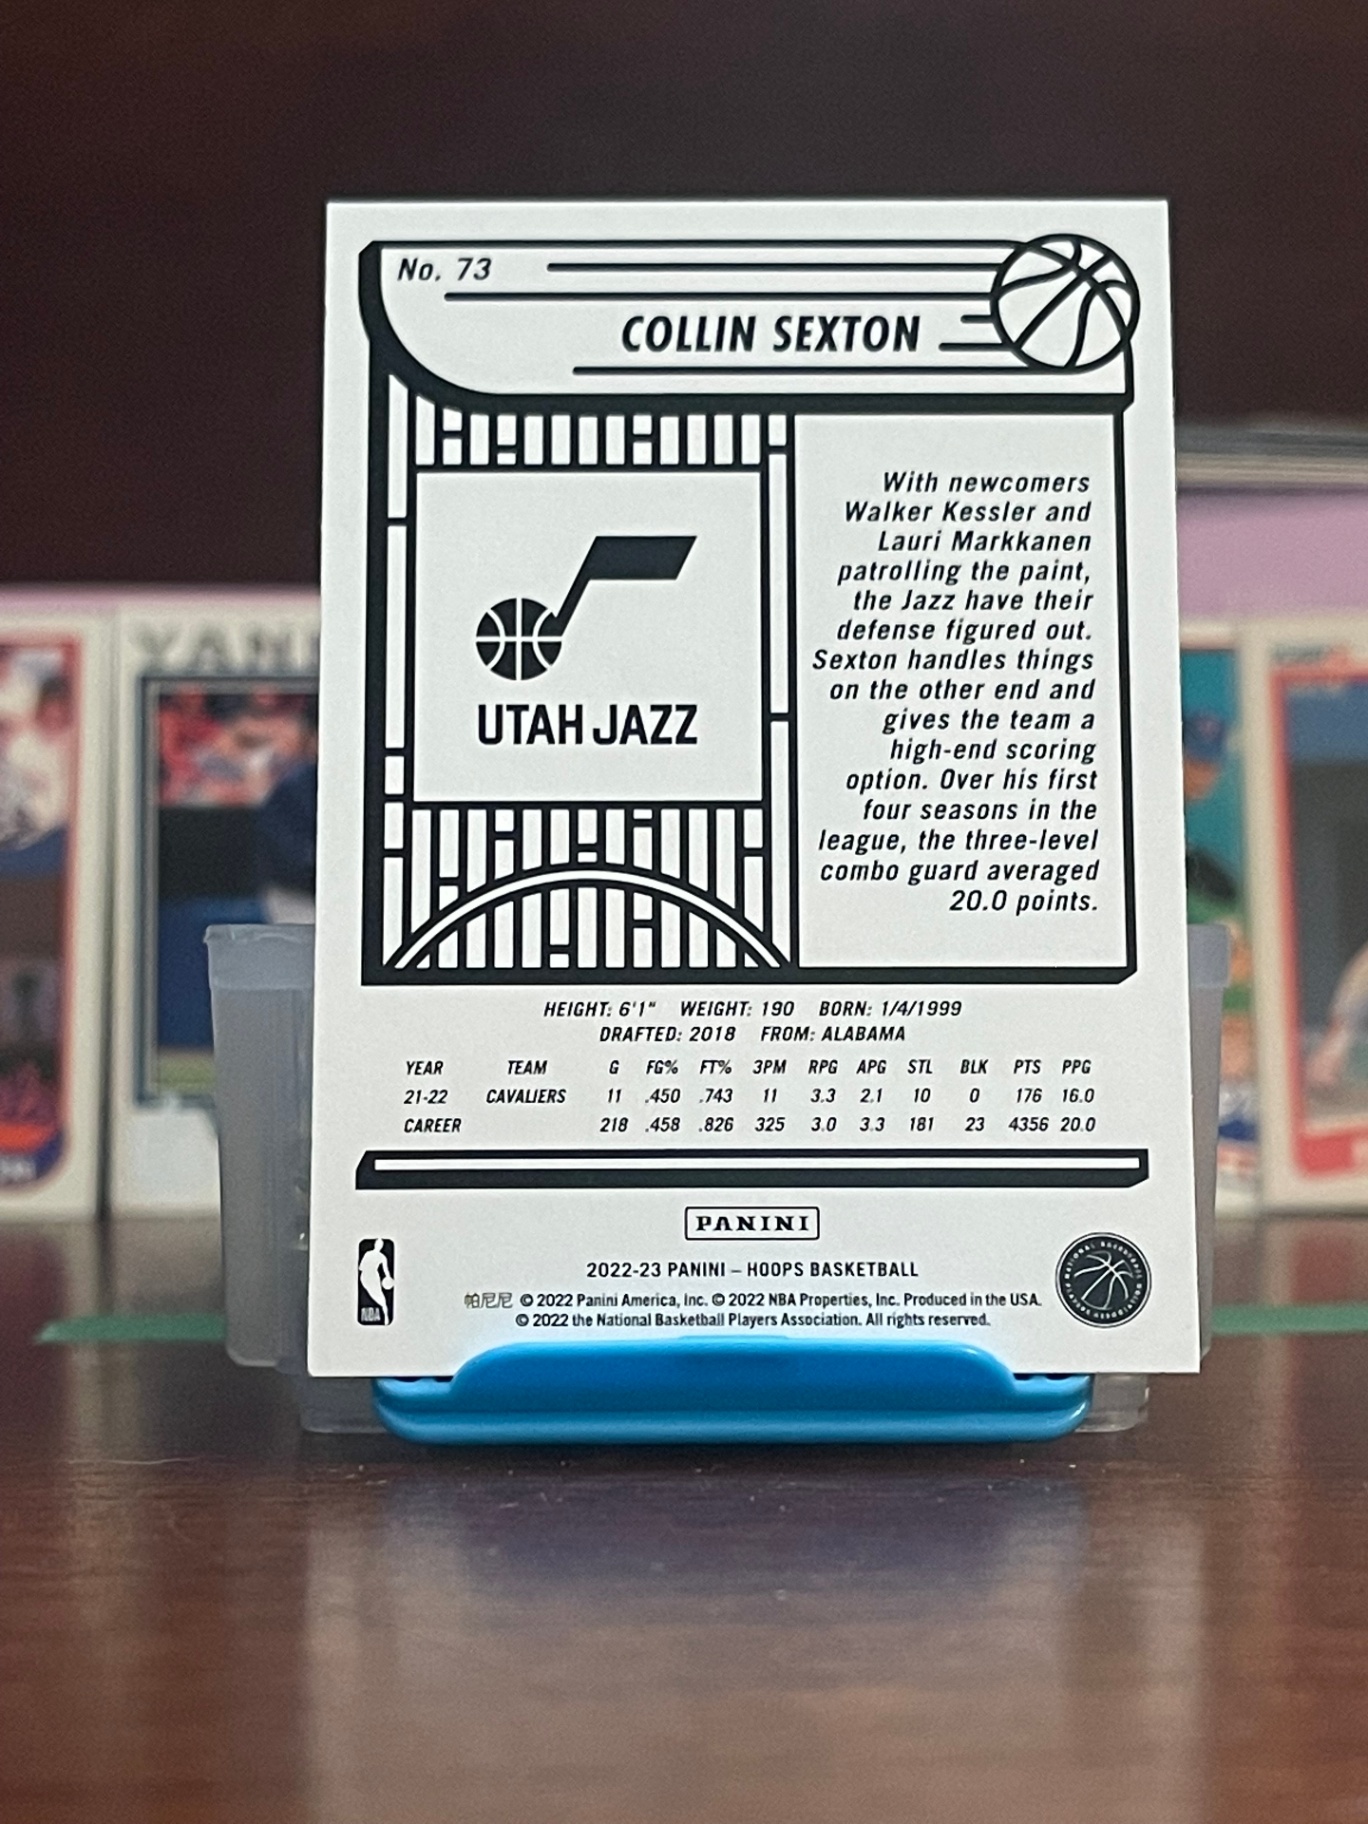 No. 73
COLLIN SEXTON
With newcomers
Walker Kessler and
Lauri Markkanen
patrolling the paint,
the Jazz have their
defense figured out.
Sexton handles things
on the other end and
gives the team a
high-end scoring
option. Over his first
four seasons in the
league, the three-level
combo guard averaged
20.0 points.
UTAH JAZZ
HEIGHT: 6'1" WEIGHT: 190 BORN: 1/4/1999
DRAFTED: 2018 FROM: ALABAMA
YEAR TEAM G FG% FT% 3PM RPG APG STL BLK PTS PPG
21-22 CAVALIERS 11 .450 .743 11 3.3 2.1 10 0 176 16.0
CAREER 218 .458 .826 325 3.0 3.3 181 23 4356 20.0
PANINI
2022-23 PANINI – HOOPS BASKETBALL
帕尼尼 © 2022 Panini America, Inc. © 2022 NBA Properties, Inc. Produced in the USA.
© 2022 the National Basketball Players Association. All rights reserved.
NBA